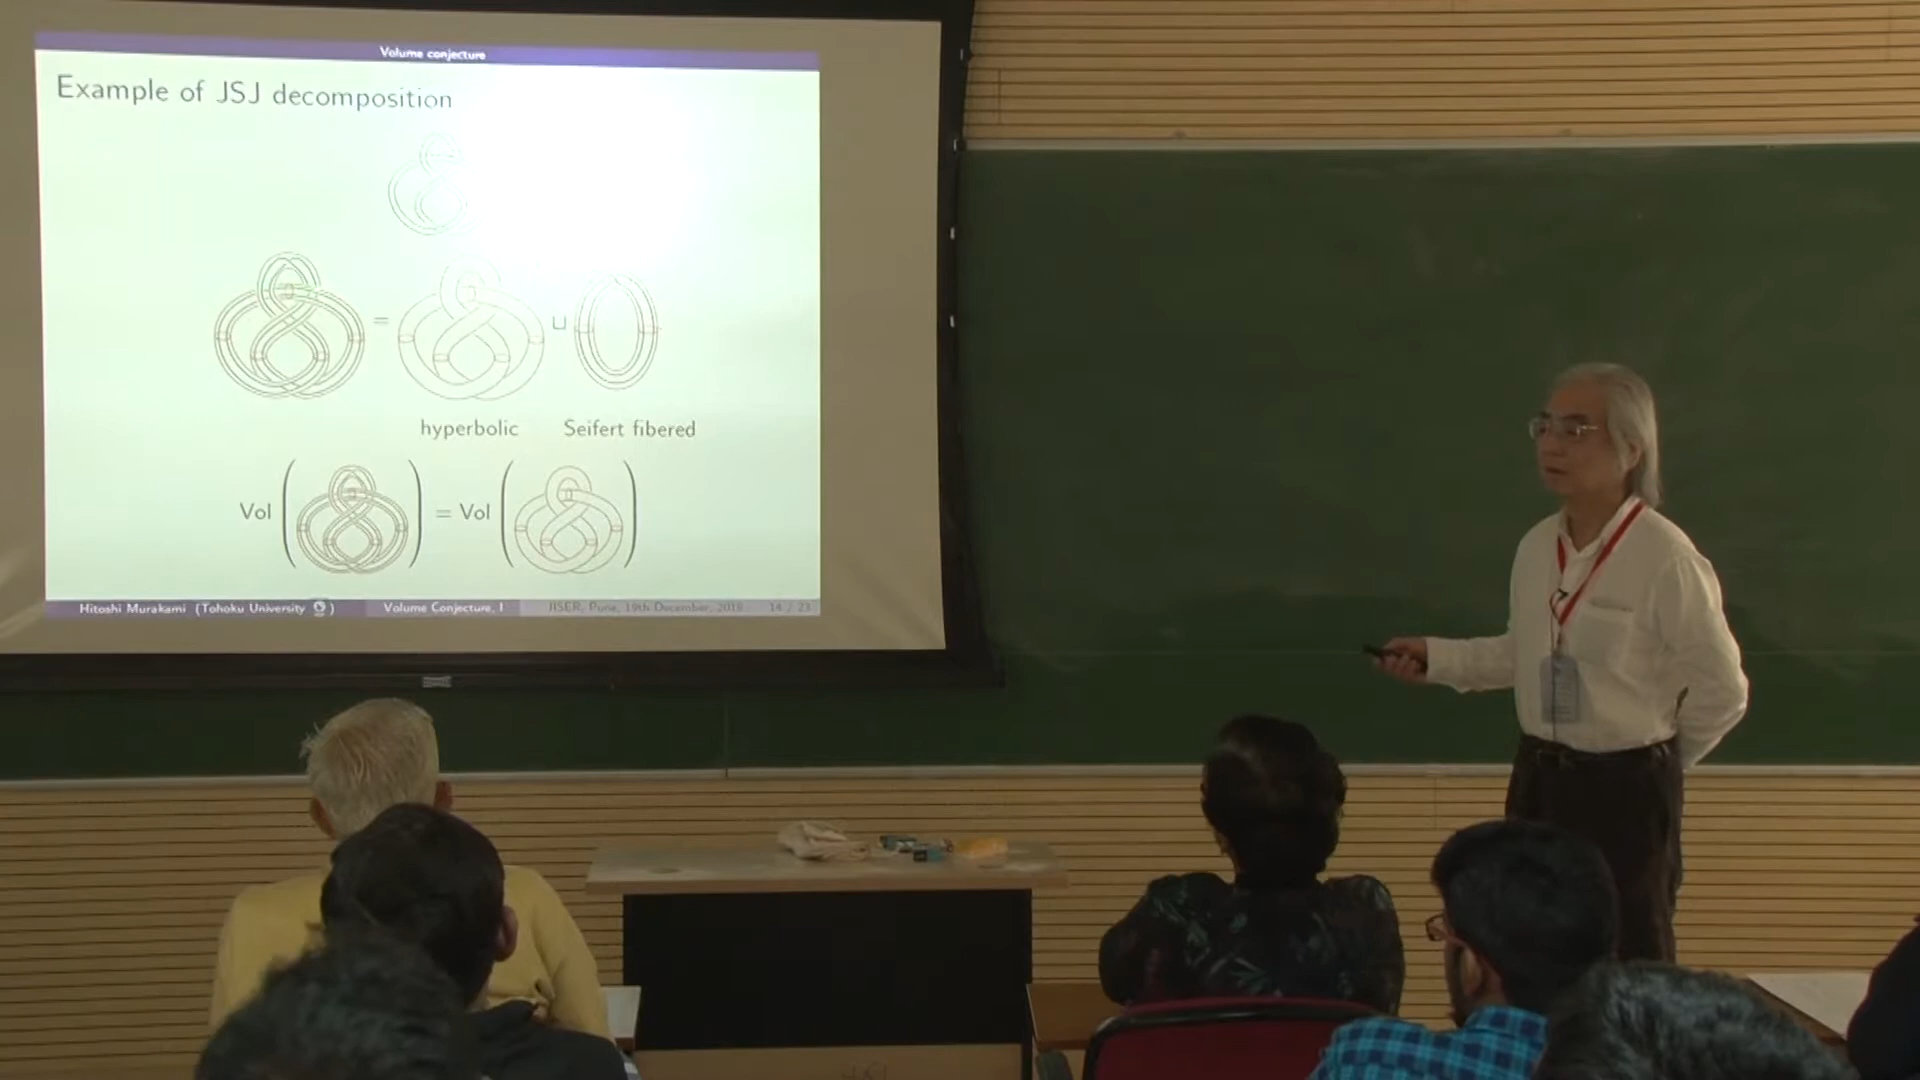 Volume conjecture
Example of JSJ decomposition
= ⊔
hyperbolic Seifert fibered
Vol ( ) = Vol ( )
Hitoshi Murakami (Tohoku University ) Volume Conjecture, I IISER, Pune, 19th December, 2018 14 / 23